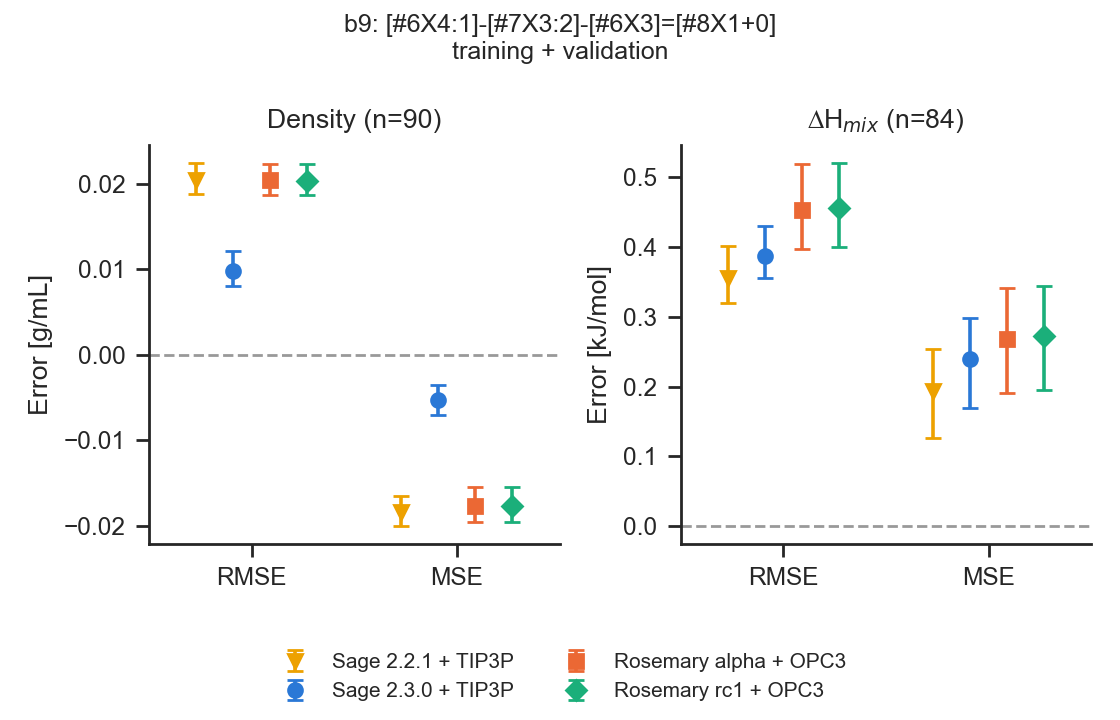 b9: [#6X4:1]-[#7X3:2]-[#6X3]=[#8X1+0]
training + validation
Density (n=90)
Error [g/mL]
0.02
0.01
0.00
−0.01
−0.02
RMSE
MSE
ΔH_mix (n=84)
Error [kJ/mol]
0.5
0.4
0.3
0.2
0.1
0.0
RMSE
MSE
Sage 2.2.1 + TIP3P
Sage 2.3.0 + TIP3P
Rosemary alpha + OPC3
Rosemary rc1 + OPC3